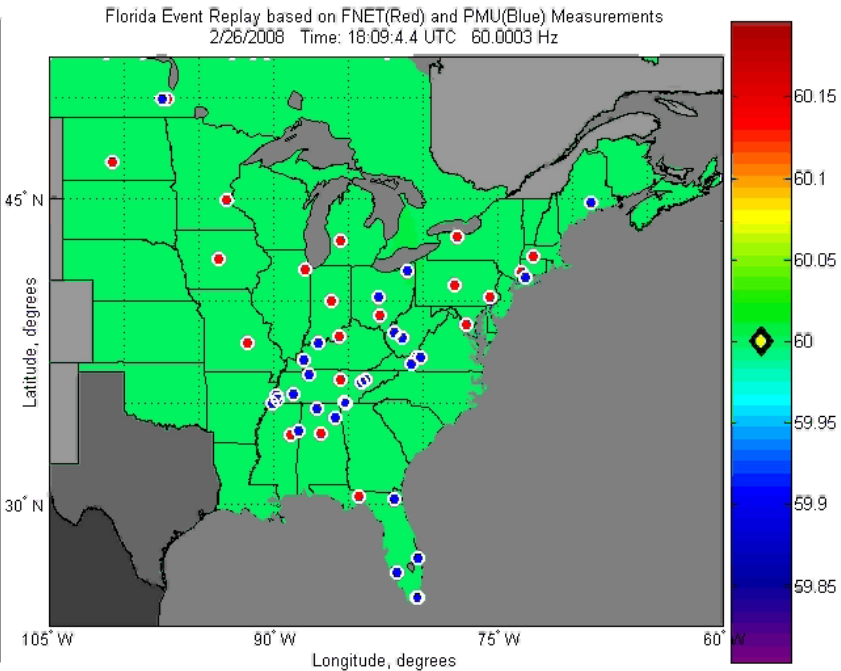 Florida Event Replay based on FNET(Red) and PMU(Blue) Measurements
2/26/2008 Time: 18:09:4.4 UTC 60.0003 Hz
60.15
60.1
60.05
60
59.95
59.9
59.85
45° N
30° N
Latitude, degrees
105° W
90° W
75° W
60° W
Longitude, degrees